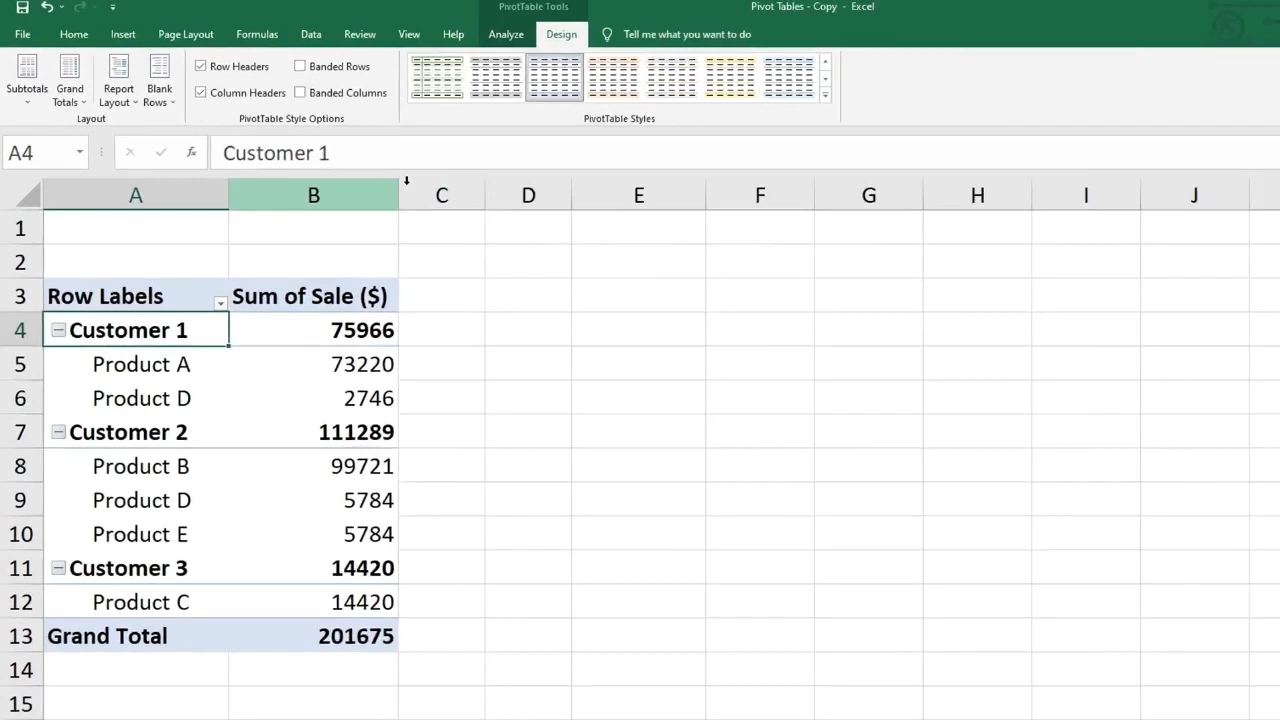 PivotTable Tools
Pivot Tables - Copy - Excel
File Home Insert Page Layout Formulas Data Review View Help Analyze Design Tell me what you want to do
Subtotals
Grand Totals
Report Layout
Blank Rows
Layout
Row Headers
Banded Rows
Column Headers
Banded Columns
PivotTable Style Options
PivotTable Styles
A4 fx Customer 1
A B C D E F G H I J
1
2
3 Row Labels Sum of Sale ($)
4 Customer 1 75966
5 Product A 73220
6 Product D 2746
7 Customer 2 111289
8 Product B 99721
9 Product D 5784
10 Product E 5784
11 Customer 3 14420
12 Product C 14420
13 Grand Total 201675
14
15